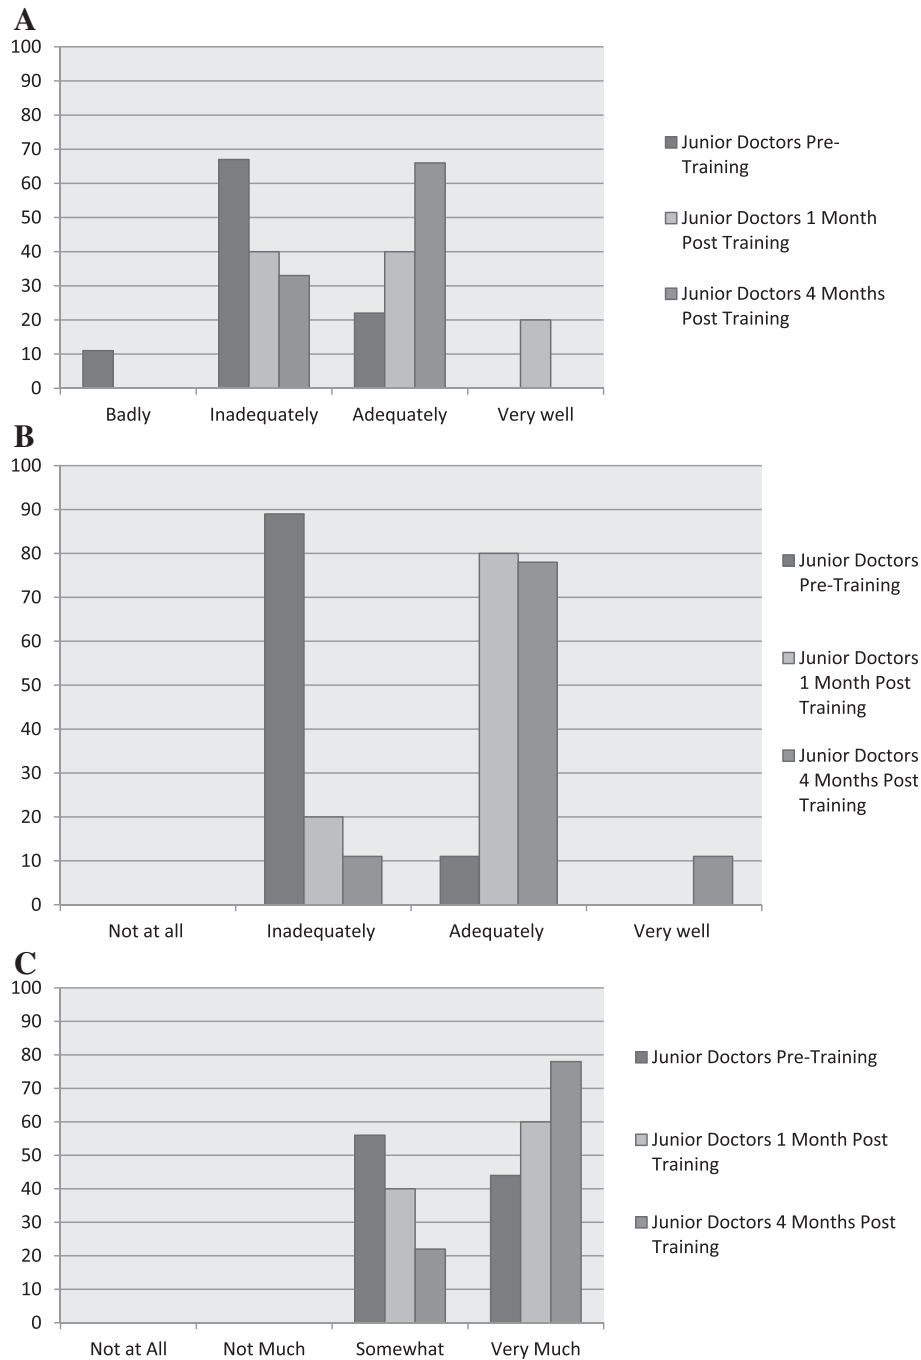 A
100
90
80
70
60
50
40
30
20
10
0
Badly
Inadequately
Adequately
Very well
Junior Doctors Pre-
Training
Junior Doctors 1 Month
Post Training
Junior Doctors 4 Months
Post Training
B
100
90
80
70
60
50
40
30
20
10
0
Not at all
Inadequately
Adequately
Very well
Junior Doctors
Pre-Training
Junior Doctors
1 Month Post
Training
Junior Doctors
4 Months Post
Training
C
100
90
80
70
60
50
40
30
20
10
0
Not at All
Not Much
Somewhat
Very Much
Junior Doctors Pre-Training
Junior Doctors 1 Month Post
Training
Junior Doctors 4 Months Post
Training